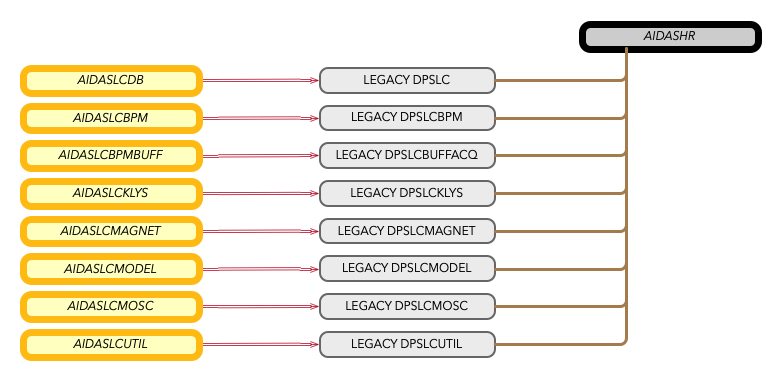 AIDASHR
AIDASLCDB
LEGACY DPSLC
AIDASLCBPM
LEGACY DPSLCBPM
AIDASLCBPMBUFF
LEGACY DPSLCBUFFACQ
AIDASLCKLYS
LEGACY DPSLCKLYS
AIDASLCMAGNET
LEGACY DPSLCMAGNET
AIDASLCMODEL
LEGACY DPSLCMODEL
AIDASLCMOSC
LEGACY DPSLCMOSC
AIDASLCUTIL
LEGACY DPSLCUTIL